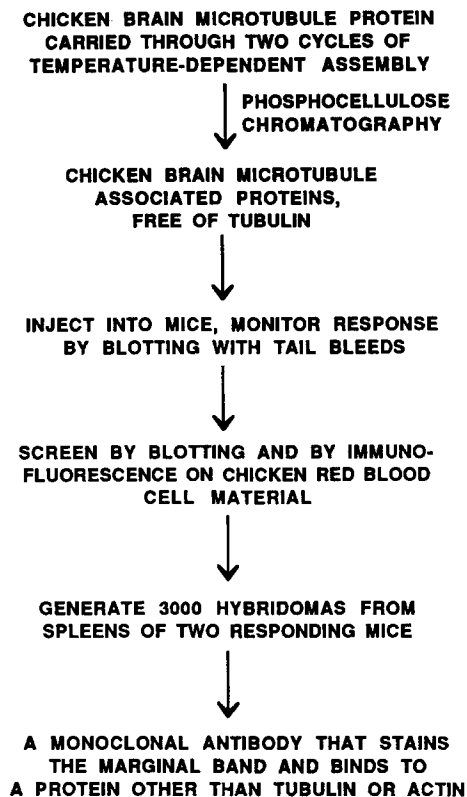 CHICKEN BRAIN MICROTUBULE PROTEIN
CARRIED THROUGH TWO CYCLES OF
TEMPERATURE-DEPENDENT ASSEMBLY
PHOSPHOCELLULOSE
CHROMATOGRAPHY
CHICKEN BRAIN MICROTUBULE
ASSOCIATED PROTEINS,
FREE OF TUBULIN
INJECT INTO MICE, MONITOR RESPONSE
BY BLOTTING WITH TAIL BLEEDS
SCREEN BY BLOTTING AND BY IMMUNO-
FLUORESCENCE ON CHICKEN RED BLOOD
CELL MATERIAL
GENERATE 3000 HYBRIDOMAS FROM
SPLEENS OF TWO RESPONDING MICE
A MONOCLONAL ANTIBODY THAT STAINS
THE MARGINAL BAND AND BINDS TO
A PROTEIN OTHER THAN TUBULIN OR ACTIN